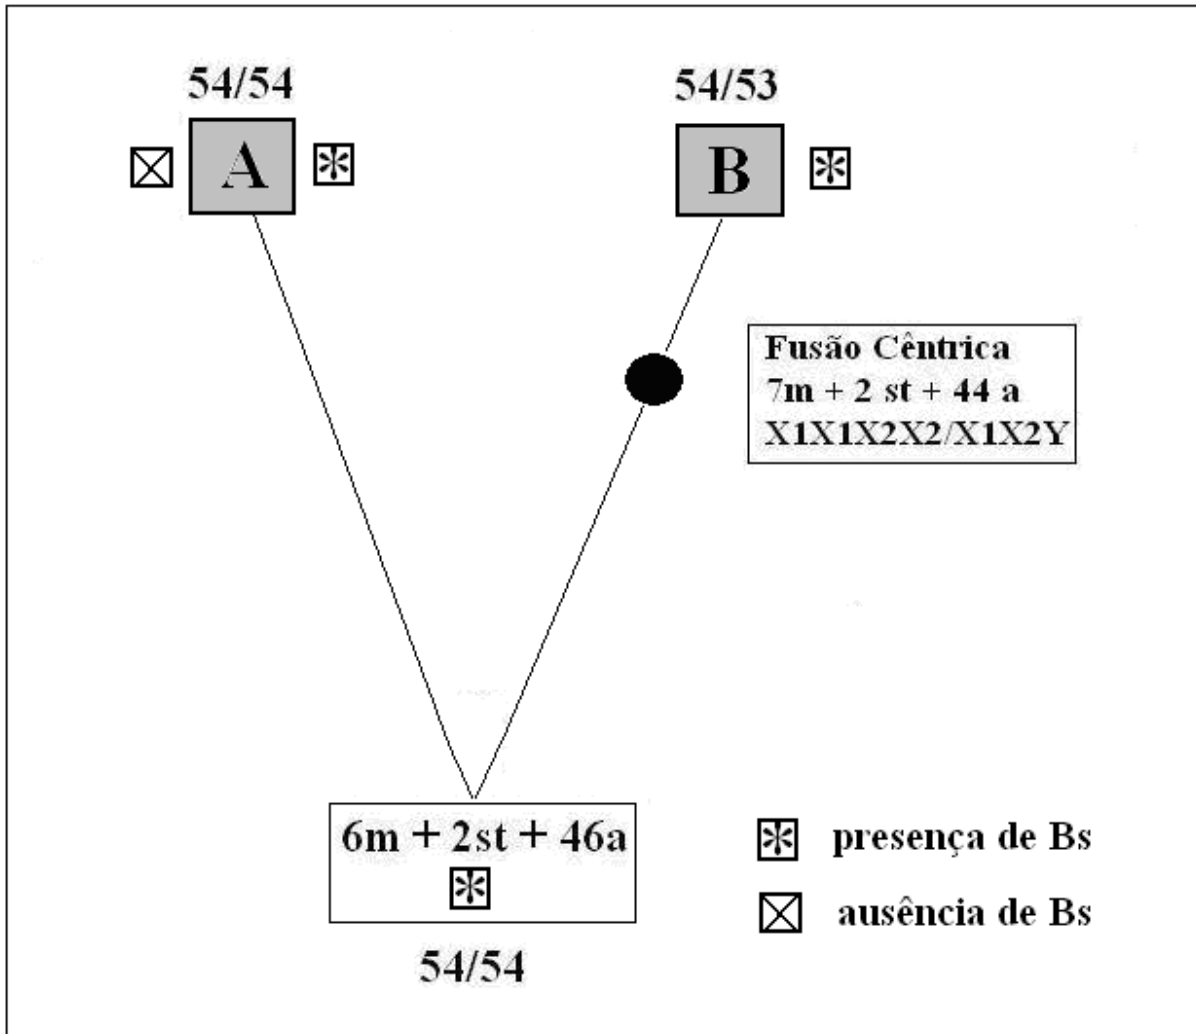 54/54
54/53
A
B
Fusão Cêntrica
7m + 2 st + 44 a
X1X1X2X2/X1X2Y
6m + 2st + 46a
54/54
presença de Bs
ausência de Bs